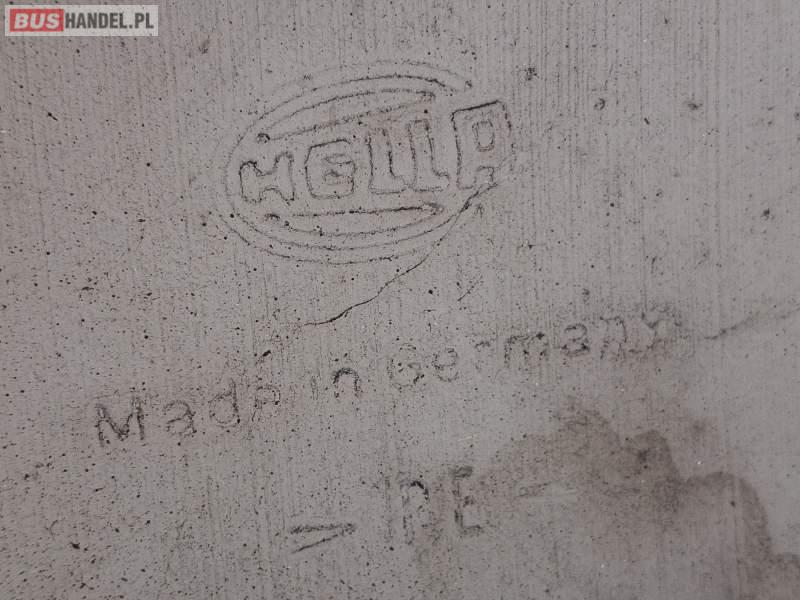 BUSHANDEL.PL
HELLA
Made in Germany
> PE <